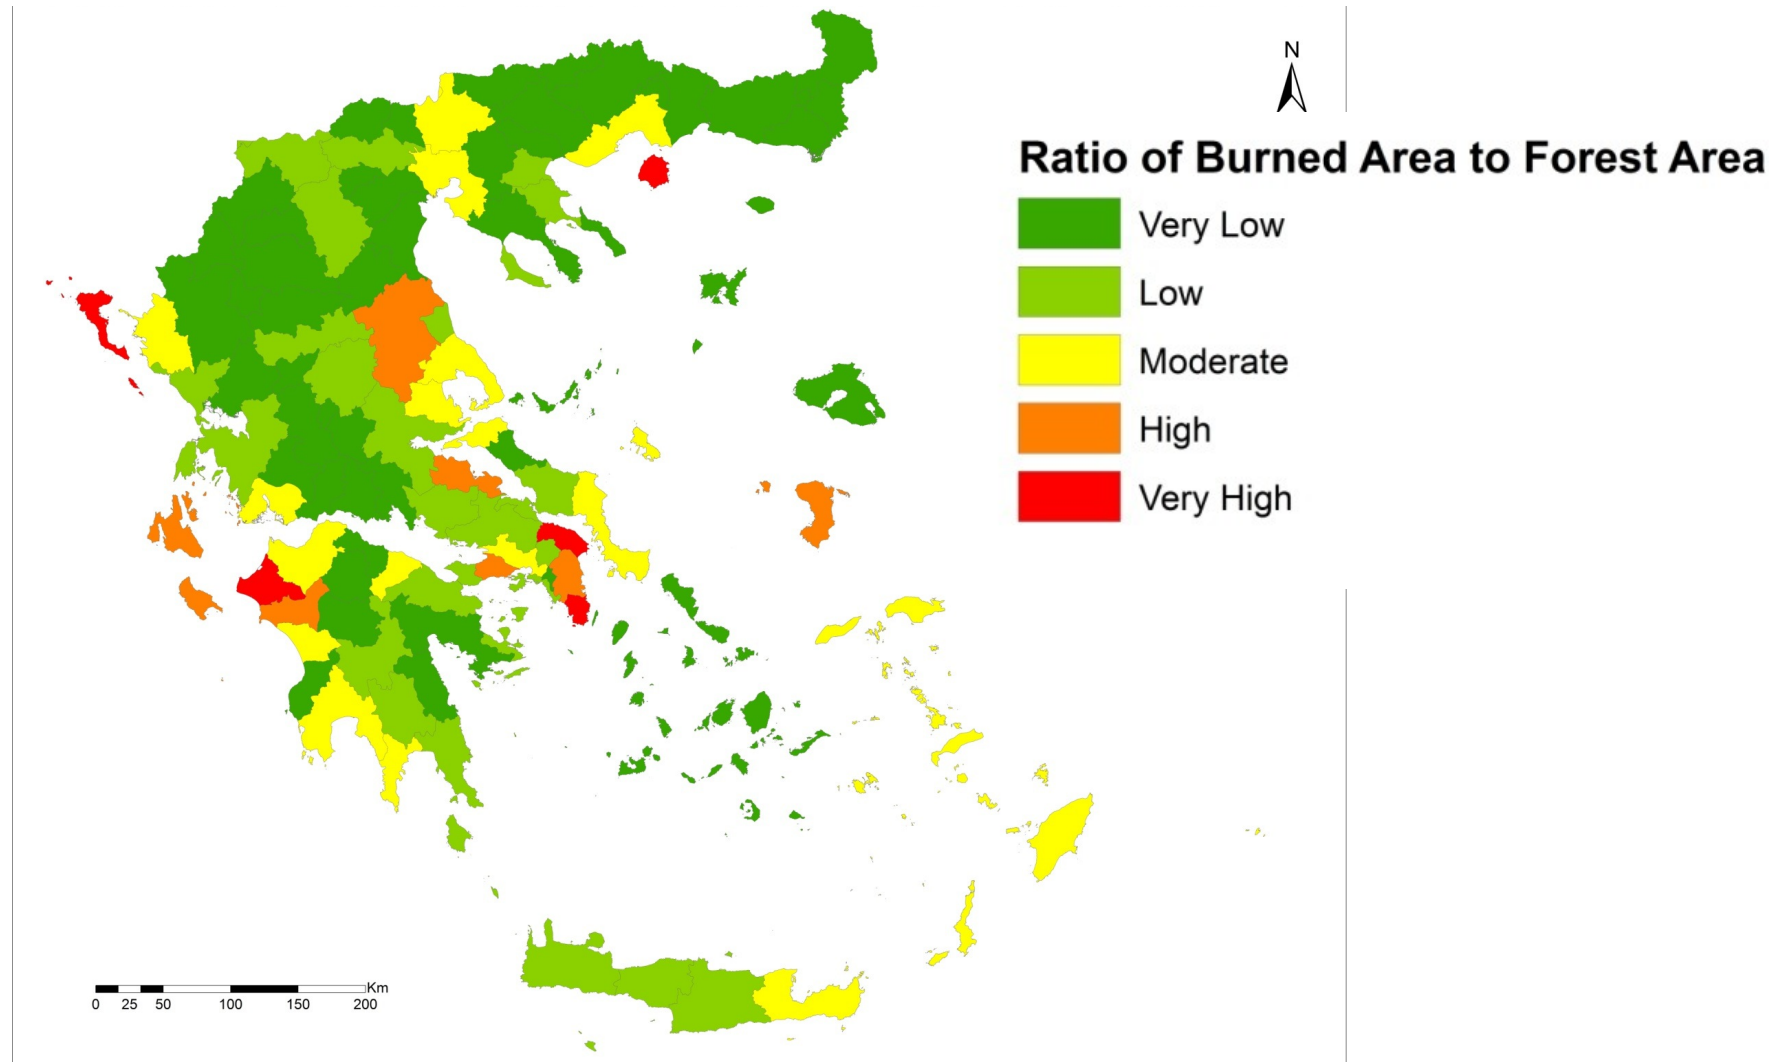 N
Ratio of Burned Area to Forest Area
Very Low
Low
Moderate
High
Very High
Km
0 25 50 100 150 200